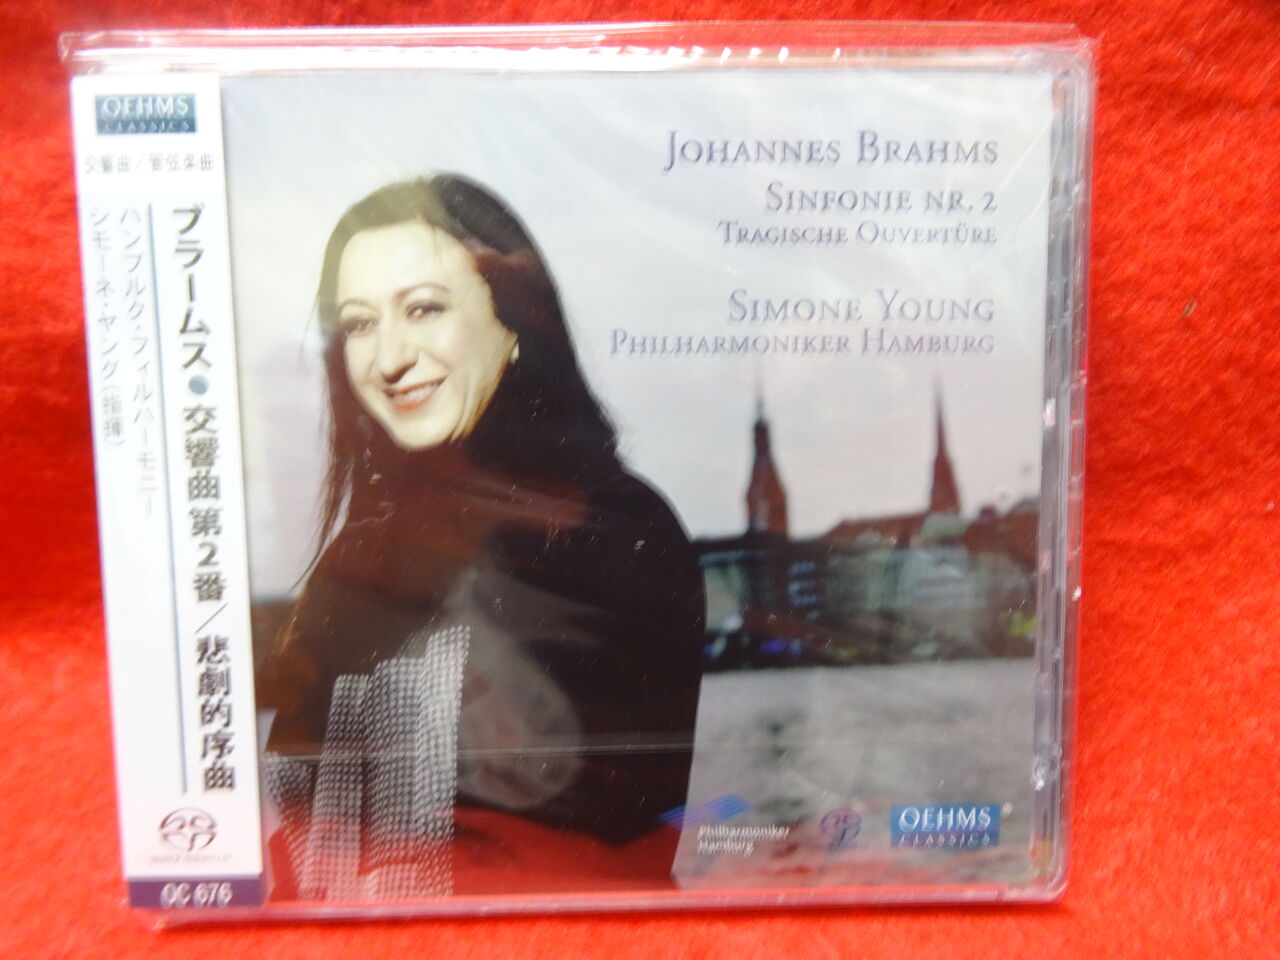 OEHMS
CLASSICS
交響曲／管弦楽曲
ブラームス●交響曲第2番／悲劇的序曲
ハンブルク・フィルハーモニー
シモーネ・ヤング(指揮)
SUPER AUDIO CD
OC 676
JOHANNES BRAHMS
SINFONIE NR. 2
TRAGISCHE OUVERTÜRE
SIMONE YOUNG
PHILHARMONIKER HAMBURG
Philharmoniker
Hamburg
OEHMS
CLASSICS